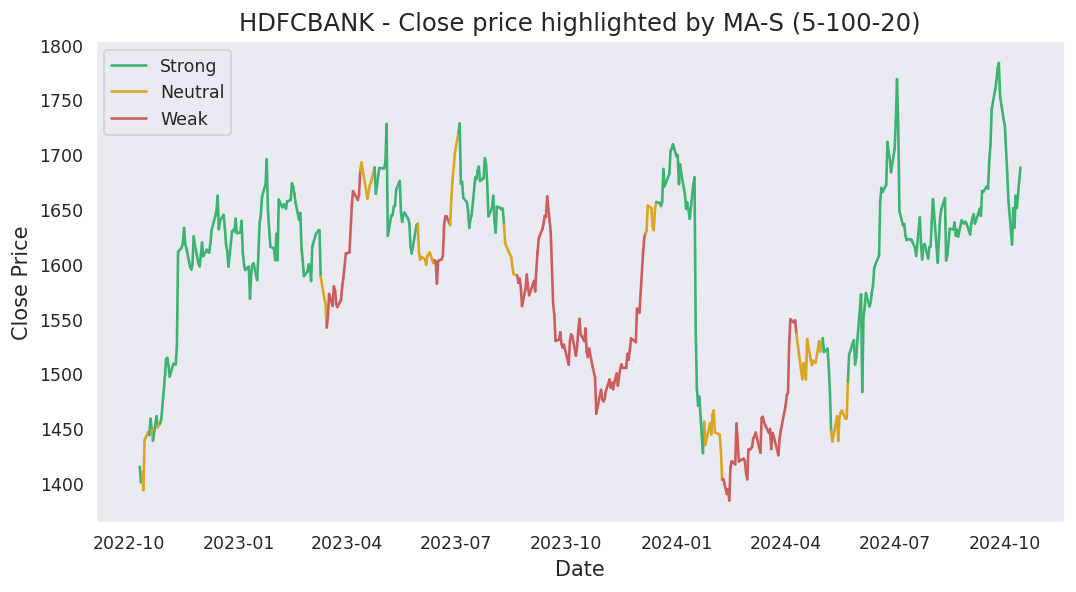 HDFCBANK - Close price highlighted by MA-S (5-100-20)
Strong
Neutral
Weak
Close Price
1800
1750
1700
1650
1600
1550
1500
1450
1400
2022-10 2023-01 2023-04 2023-07 2023-10 2024-01 2024-04 2024-07 2024-10
Date